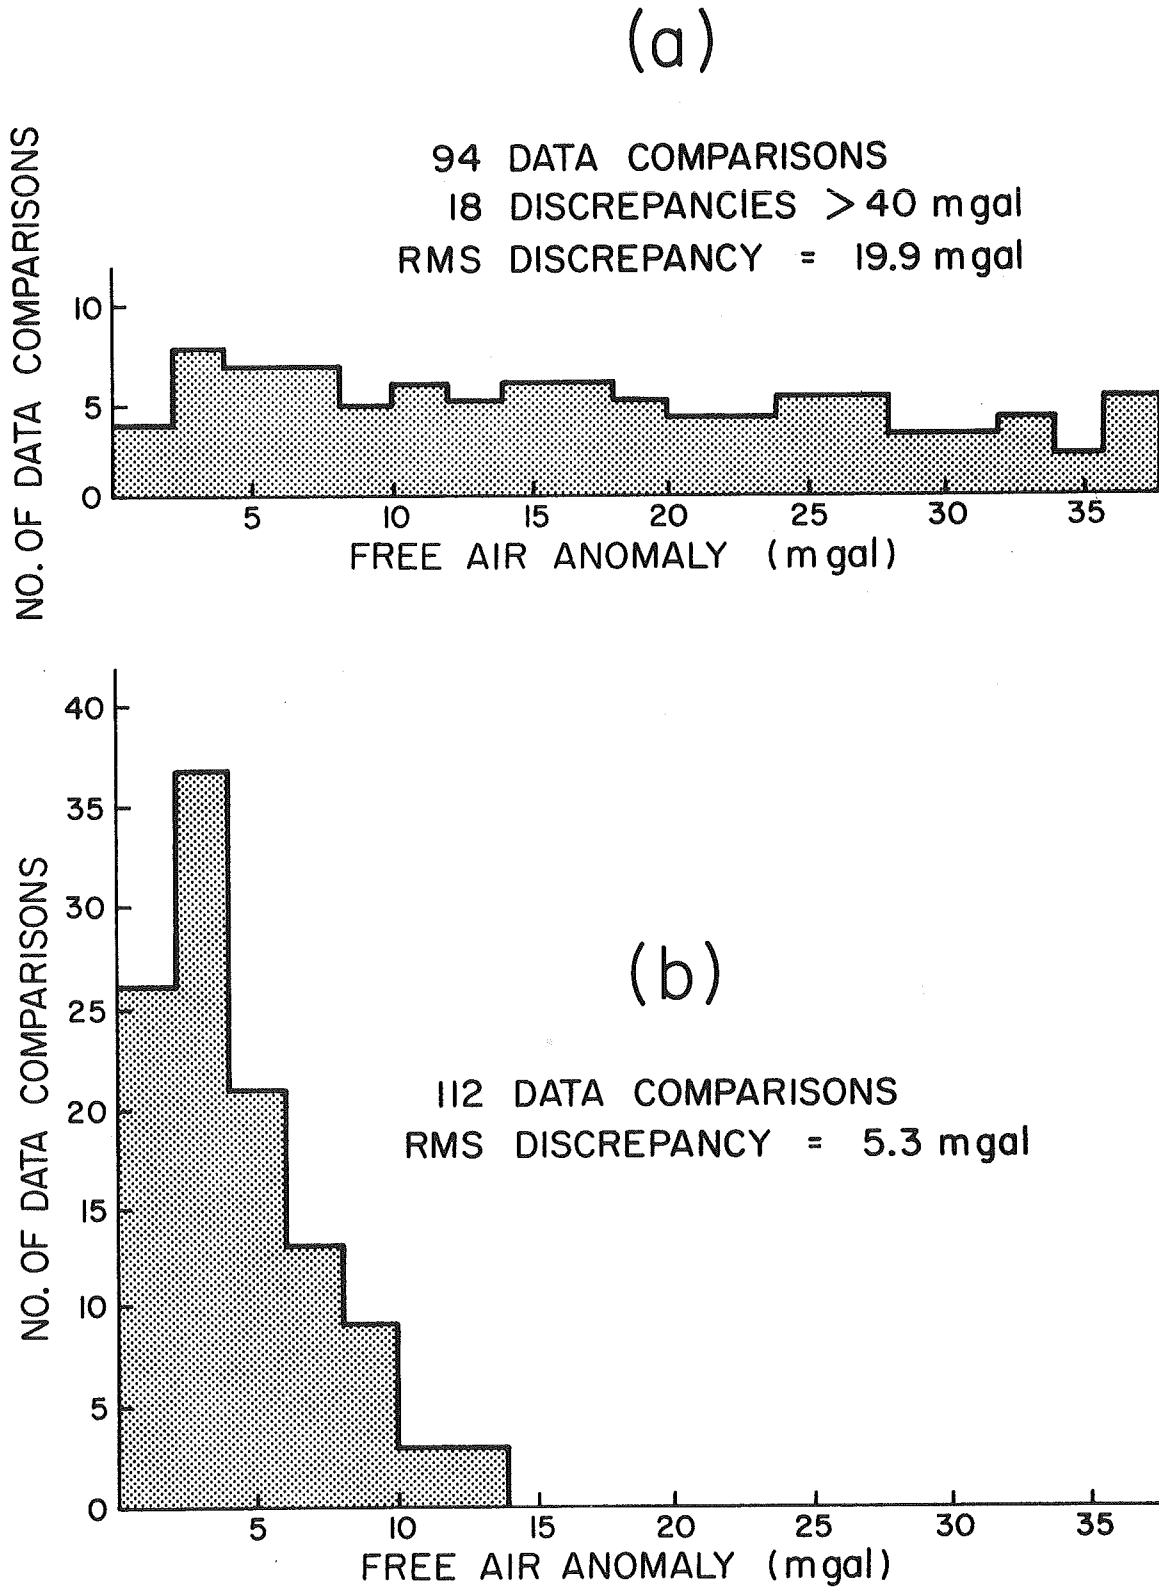 (a)
94 DATA COMPARISONS
18 DISCREPANCIES > 40 mgal
RMS DISCREPANCY = 19.9 mgal
NO. OF DATA COMPARISONS
10
5
0
5 10 15 20 25 30 35
FREE AIR ANOMALY (mgal)
(b)
112 DATA COMPARISONS
RMS DISCREPANCY = 5.3 mgal
NO. OF DATA COMPARISONS
40
35
30
25
20
15
10
5
0
5 10 15 20 25 30 35
FREE AIR ANOMALY (mgal)